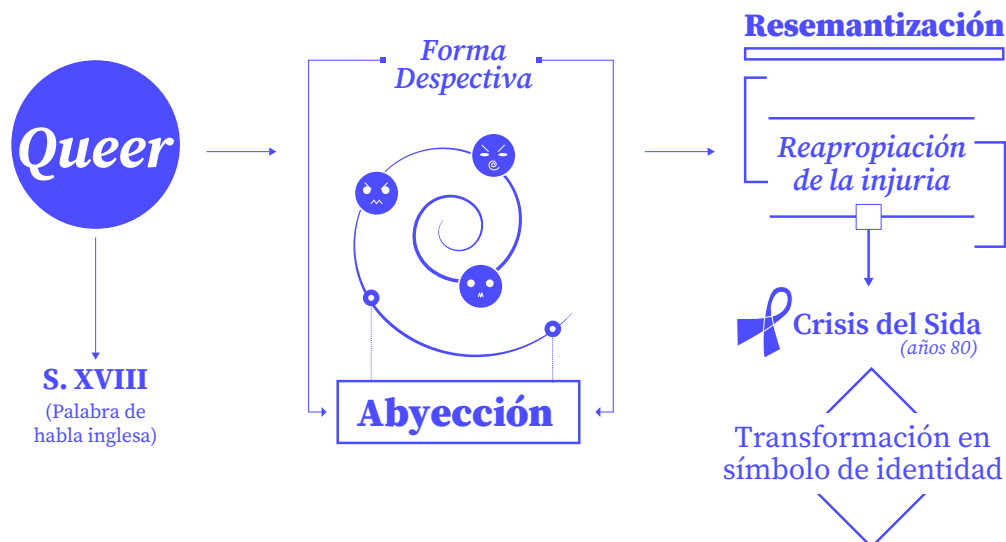 Queer
S. XVIII
(Palabra de
habla inglesa)
Forma
Despectiva
Abyección
Resemantización
Reapropiación
de la injuria
Crisis del Sida
(años 80)
Transformación en
símbolo de identidad